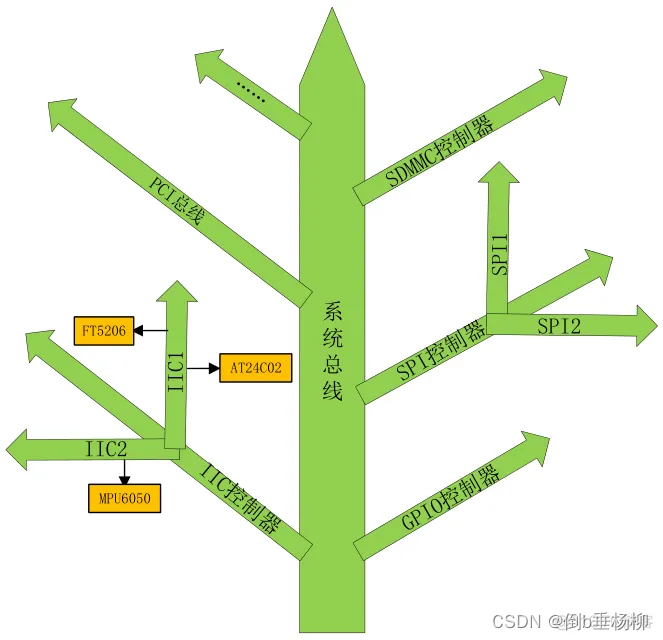 ……
SDMMC控制器
PCI总线
SPI1
系统总线
FT5206
IIC1
AT24C02
SPI控制器
SPI2
IIC2
IIC控制器
MPU6050
GPIO控制器
CSDN @倒b垂杨柳